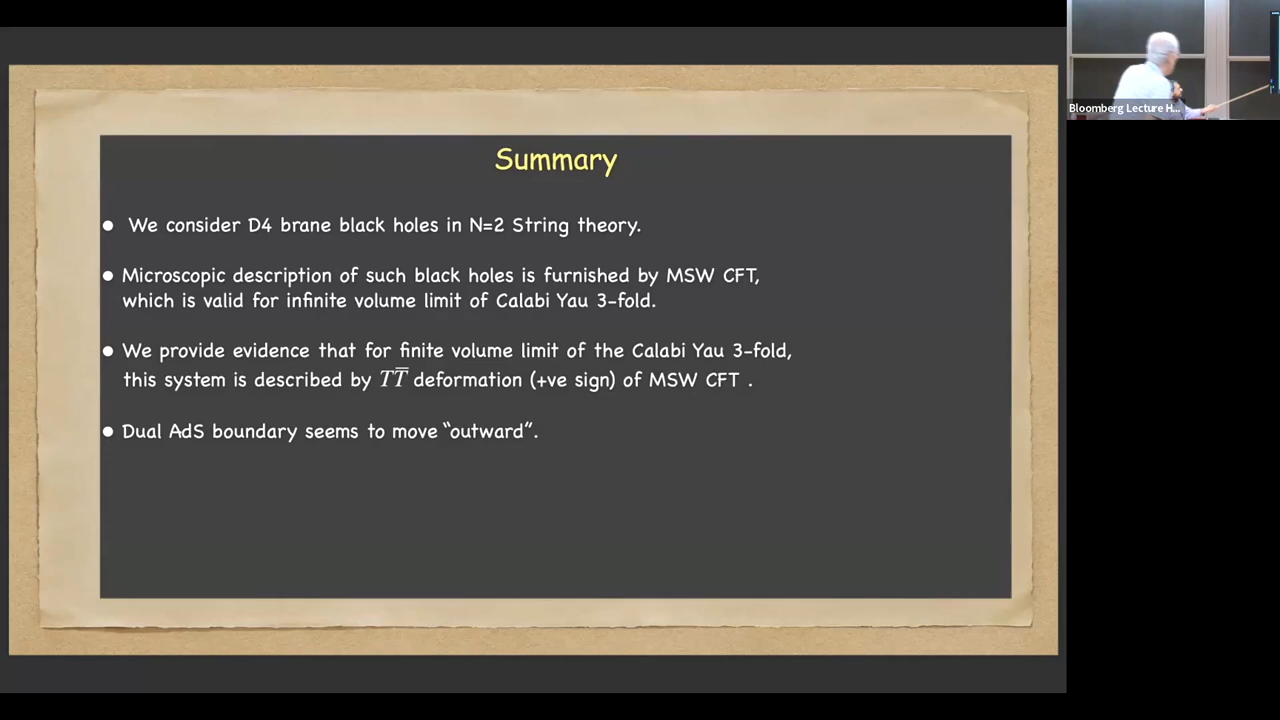 Summary
We consider D4 brane black holes in N=2 String theory.
Microscopic description of such black holes is furnished by MSW CFT,
which is valid for infinite volume limit of Calabi Yau 3-fold.
We provide evidence that for finite volume limit of the Calabi Yau 3-fold,
this system is described by $T\overline{T}$ deformation (+ve sign) of MSW CFT .
Dual AdS boundary seems to move “outward”.
Bloomberg Lecture H...